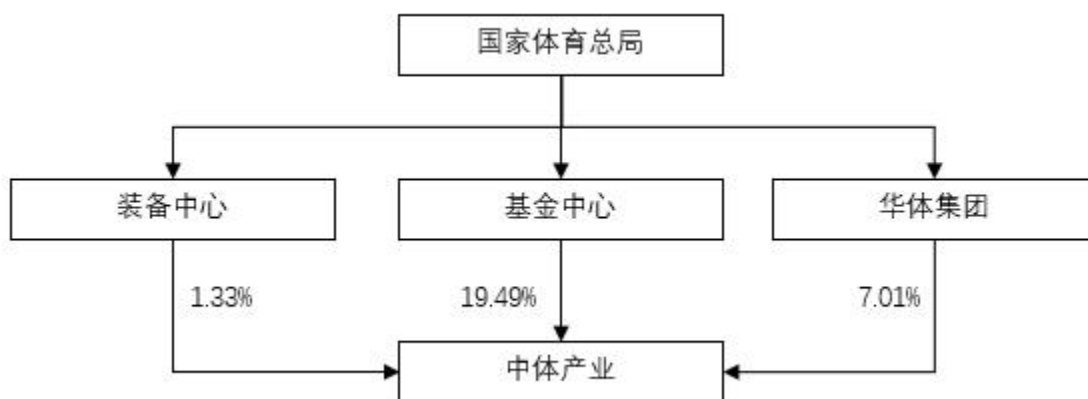 国家体育总局
装备中心
基金中心
华体集团
1.33%
19.49%
7.01%
中体产业